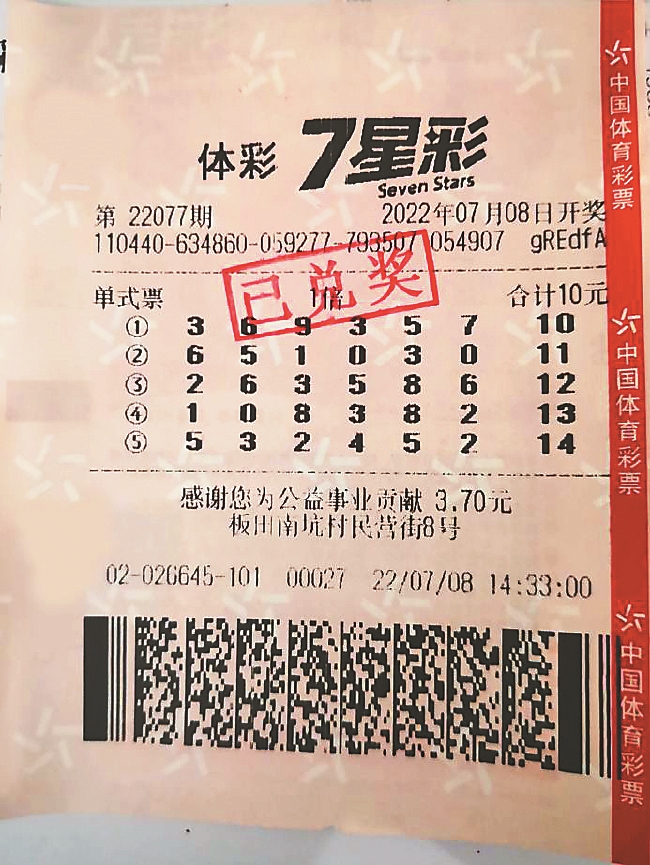 体彩 7星彩
Seven Stars
第 22077期 2022年07月08日开奖
110440-634860-059277-793507 054907 gREdfA
已兑奖
单式票 1倍 合计10元
① 3 6 9 3 5 7 10
② 6 5 1 0 3 0 11
③ 2 6 3 5 8 6 12
④ 1 0 8 3 8 2 13
⑤ 5 3 2 4 5 2 14
感谢您为公益事业贡献 3.70元
板田南坑村民营街8号
02-026645-101 00027 22/07/08 14:33:00
中国体育彩票
中国体育彩票
中国体育彩票